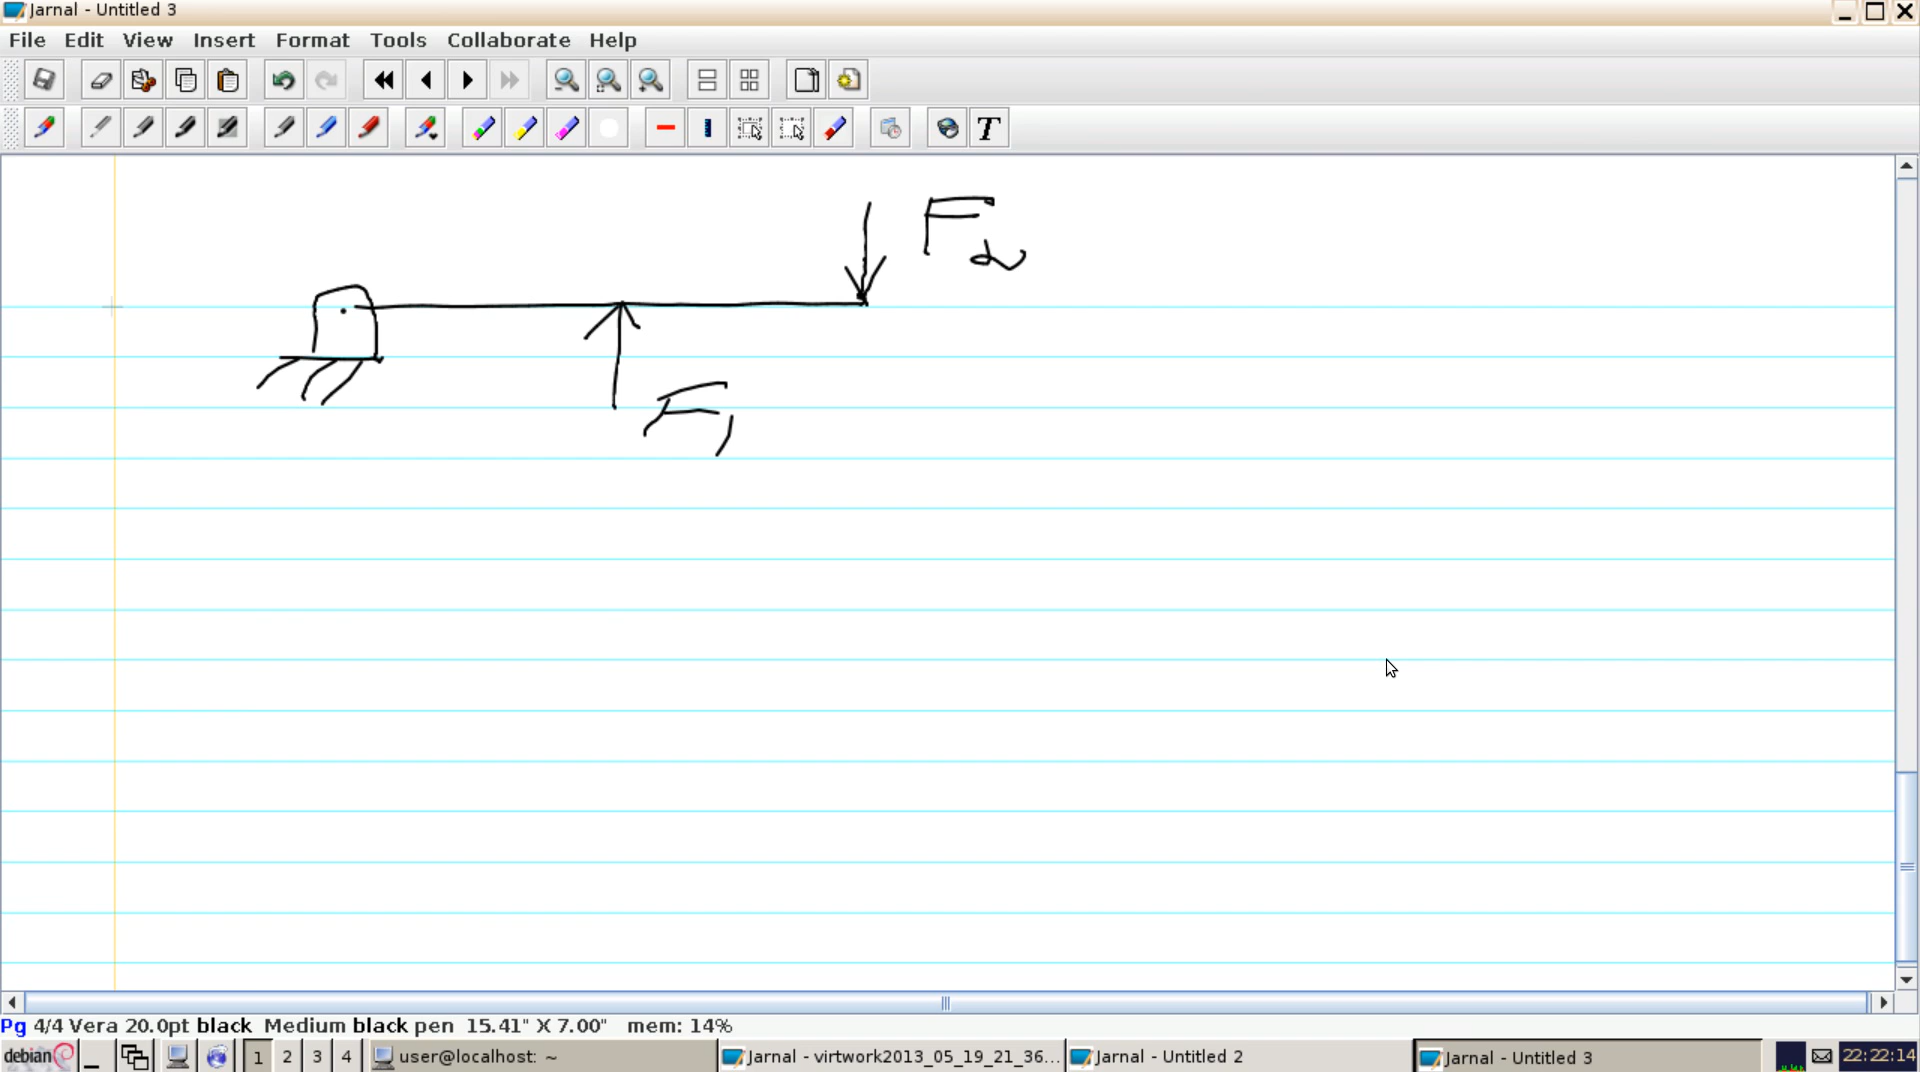 Jarnal - Untitled 3
File Edit View Insert Format Tools Collaborate Help
T
F2
F1
Pg 4/4 Vera 20.0pt black Medium black pen 15.41" X 7.00" mem: 14%
debian 1 2 3 4 user@localhost: ~ Jarnal - virtwork2013_05_19_21_36... Jarnal - Untitled 2 Jarnal - Untitled 3 22:22:14